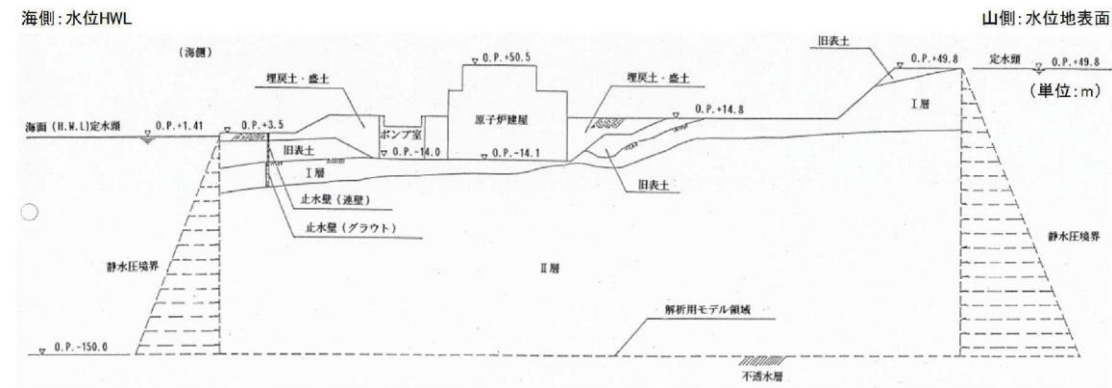 海側:水位HWL
山側:水位地表面
(海側)
旧表土
O.P.+50.5
O.P.+49.8
定水頭
O.P.+49.8
(単位:m)
埋戻土・盛土
埋戻土・盛土
Ⅰ層
原子炉建屋
O.P.+14.8
海面(H.W.L)定水頭
O.P.+1.41
O.P.+3.5
ポンプ室
O.P.-14.0
O.P.-14.1
旧表土
Ⅰ層
旧表土
止水壁(連壁)
止水壁(グラウト)
静水圧境界
静水圧境界
Ⅱ層
解析用モデル領域
O.P.-150.0
不透水層